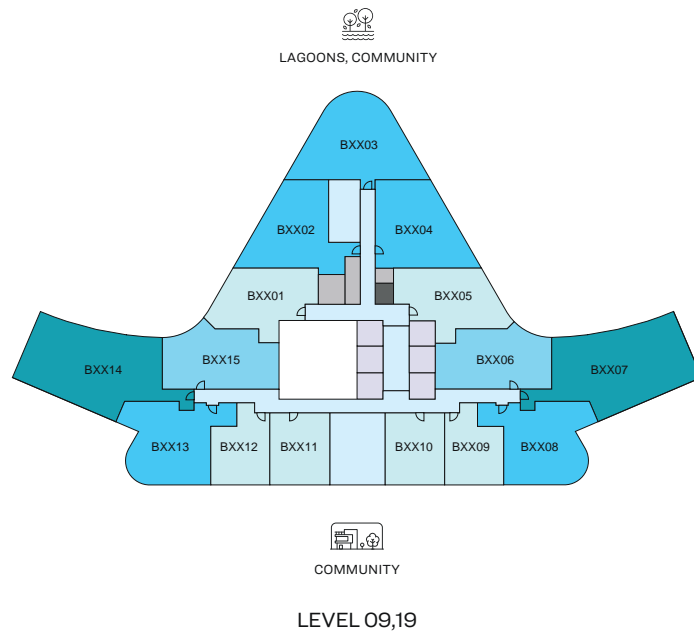 LAGOONS, COMMUNITY
BXX03
BXX02
BXX04
BXX01
BXX05
BXX15
BXX06
BXX14
BXX07
BXX13
BXX12
BXX11
BXX10
BXX09
BXX08
COMMUNITY
LEVEL 09,19